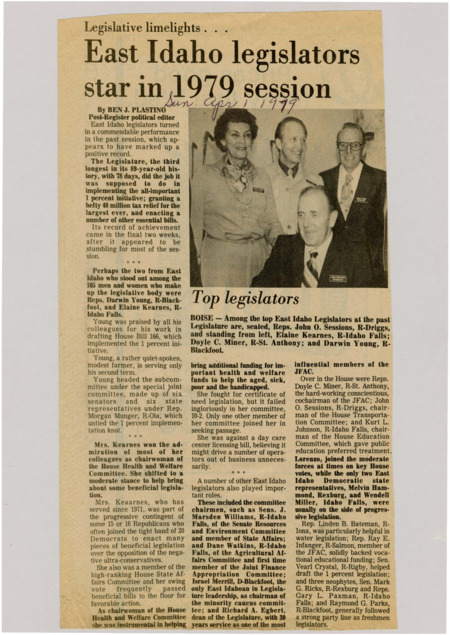 Legislative limelights . . .
East Idaho legislators
star in 1979 session
Sun. Apr 1 1979
By BEN J. PLASTINO
Post-Register political editor
East Idaho legislators turned
in a commendable performance
in the past session, which ap-
pears to have marked up a
positive record.
The Legislature, the third
longest in its 89-year-old his-
tory, with 78 days, did the job it
was supposed to do in
implementing the all-important
1 percent initiative; granting a
hefty 48 million tax relief for the
largest ever, and enacting a
number of other essential bills.
Its record of achievement
came in the final two weeks,
after it appeared to be
stumbling for most of the ses-
sion.
* * *
Perhaps the two from East
Idaho who stood out among the
105 men and women who make
up the legislative body were
Reps. Darwin Young, R-Black-
foot, and Elaine Kearnes, R-
Idaho Falls.
Young was praised by all his
colleagues for his work in
drafting House Bill 166, which
implemented the 1 percent ini-
tiative.
Young, a rather quiet-spoken,
modest farmer, is serving only
his second term.
Young headed the subcom-
mittee under the special joint
committee, made up of six
senators and six state
representatives under Rep.
Morgan Munger, R-Ola, which
untied the 1 percent implemen-
tation knot.
* * *
Mrs. Kearnes won the ad-
miration of most of her
colleagues as chairwoman of
the House Health and Welfare
Committee. She shifted to a
moderate stance to help bring
about some beneficial legisla-
tion.
Mrs. Keaarnes, who has
served since 1971, was part of
the progressive contingent of
some 15 or 16 Republicans who
often joined the tight band of 20
Democrats to exact many
pieces of beneficial legislation
over the opposition of the nega-
tive ultra-conservatives.
She also was a member of the
high-ranking House State Af-
fairs Committee and her swing
vote frequently passed
beneficial bills to the floor for
favorable action.
As chairwoman of the House
Health and Welfare Committee
she was instrumental in helping
Top legislators
BOISE — Among the top East Idaho Legislators at the past
Legislature are, seated, Reps. John O. Sessions, R-Driggs,
and standing from left, Elaine Kearnes, R-Idaho Falls;
Doyle C. Miner, R-St. Anthony; and Darwin Young, R-
Blackfoot.
bring additional funding for im-
portant health and welfare
funds to help the aged, sick,
poor and the handicapped.
She fought for certificate of
need legislation, but it failed
ingloriously in her committee,
10-2. Only one other member of
her committee joined her in
seeking passage.
She was against a day care
center licensing bill, believing it
might drive a number of opera-
tors out of business unneces-
sarily.
* * *
A number of other East Idaho
legislators also played impor-
tant roles.
These included the committee
chairmen, such as Sens. J.
Marsden Williams, R-Idaho
Falls, of the Senate Resources
and Environment Committee
and member of State Affairs;
and Dane Watkins, R-Idaho
Falls, of the Agricultural Af-
fairs Committee and first time
member of the Joint Finance
Appropriation Committee;
Israel Merrill, D-Blackfoot, the
only East Idahoan in Legisla-
ture leadership, as chairman of
the minority caucus commit-
tee; and Richard A. Egbert,
dean of the Legislature, with 38
years service as one of the most
influential members of the
JFAC.
Over in the House were Reps.
Doyle C. Miner, R-St. Anthony,
the hard-working conscientious,
cochairman of the JFAC; John
O. Sessions, R-Driggs, chair-
man of the House Transporta-
tion Committee; and Kurt L.
Johnson, R-Idaho Falls, chair-
man of the House Education
Committee, which gave public
education preferred treatment.
Lorenzo, joined the moderate
forces at times on key House
votes, while the only two East
Idaho Democratic state
representatives, Melvin Ham-
mond, Rexburg, and Wendell
Miller, Idaho Falls, were
usually on the side of progres-
sive legislation.
Rep. Linden B. Bateman, R-
Iona, was particularly helpful in
water legislation; Rep. Ray E.
Infanger, R-Salmon, member of
the JFAC, solidly backed voca-
tional educational funding; Sen.
Vearl Crystal, R-Rigby, helped
draft the 1 percent legislation;
and three neophytes, Sen. Mark
G. Ricks, R-Rexburg and Reps.
Gary L. Paxman, R-Idaho
Falls; and Raymond G. Parks,
R-Blackfoot, generally followed
a strong party line as freshmen
legislators.